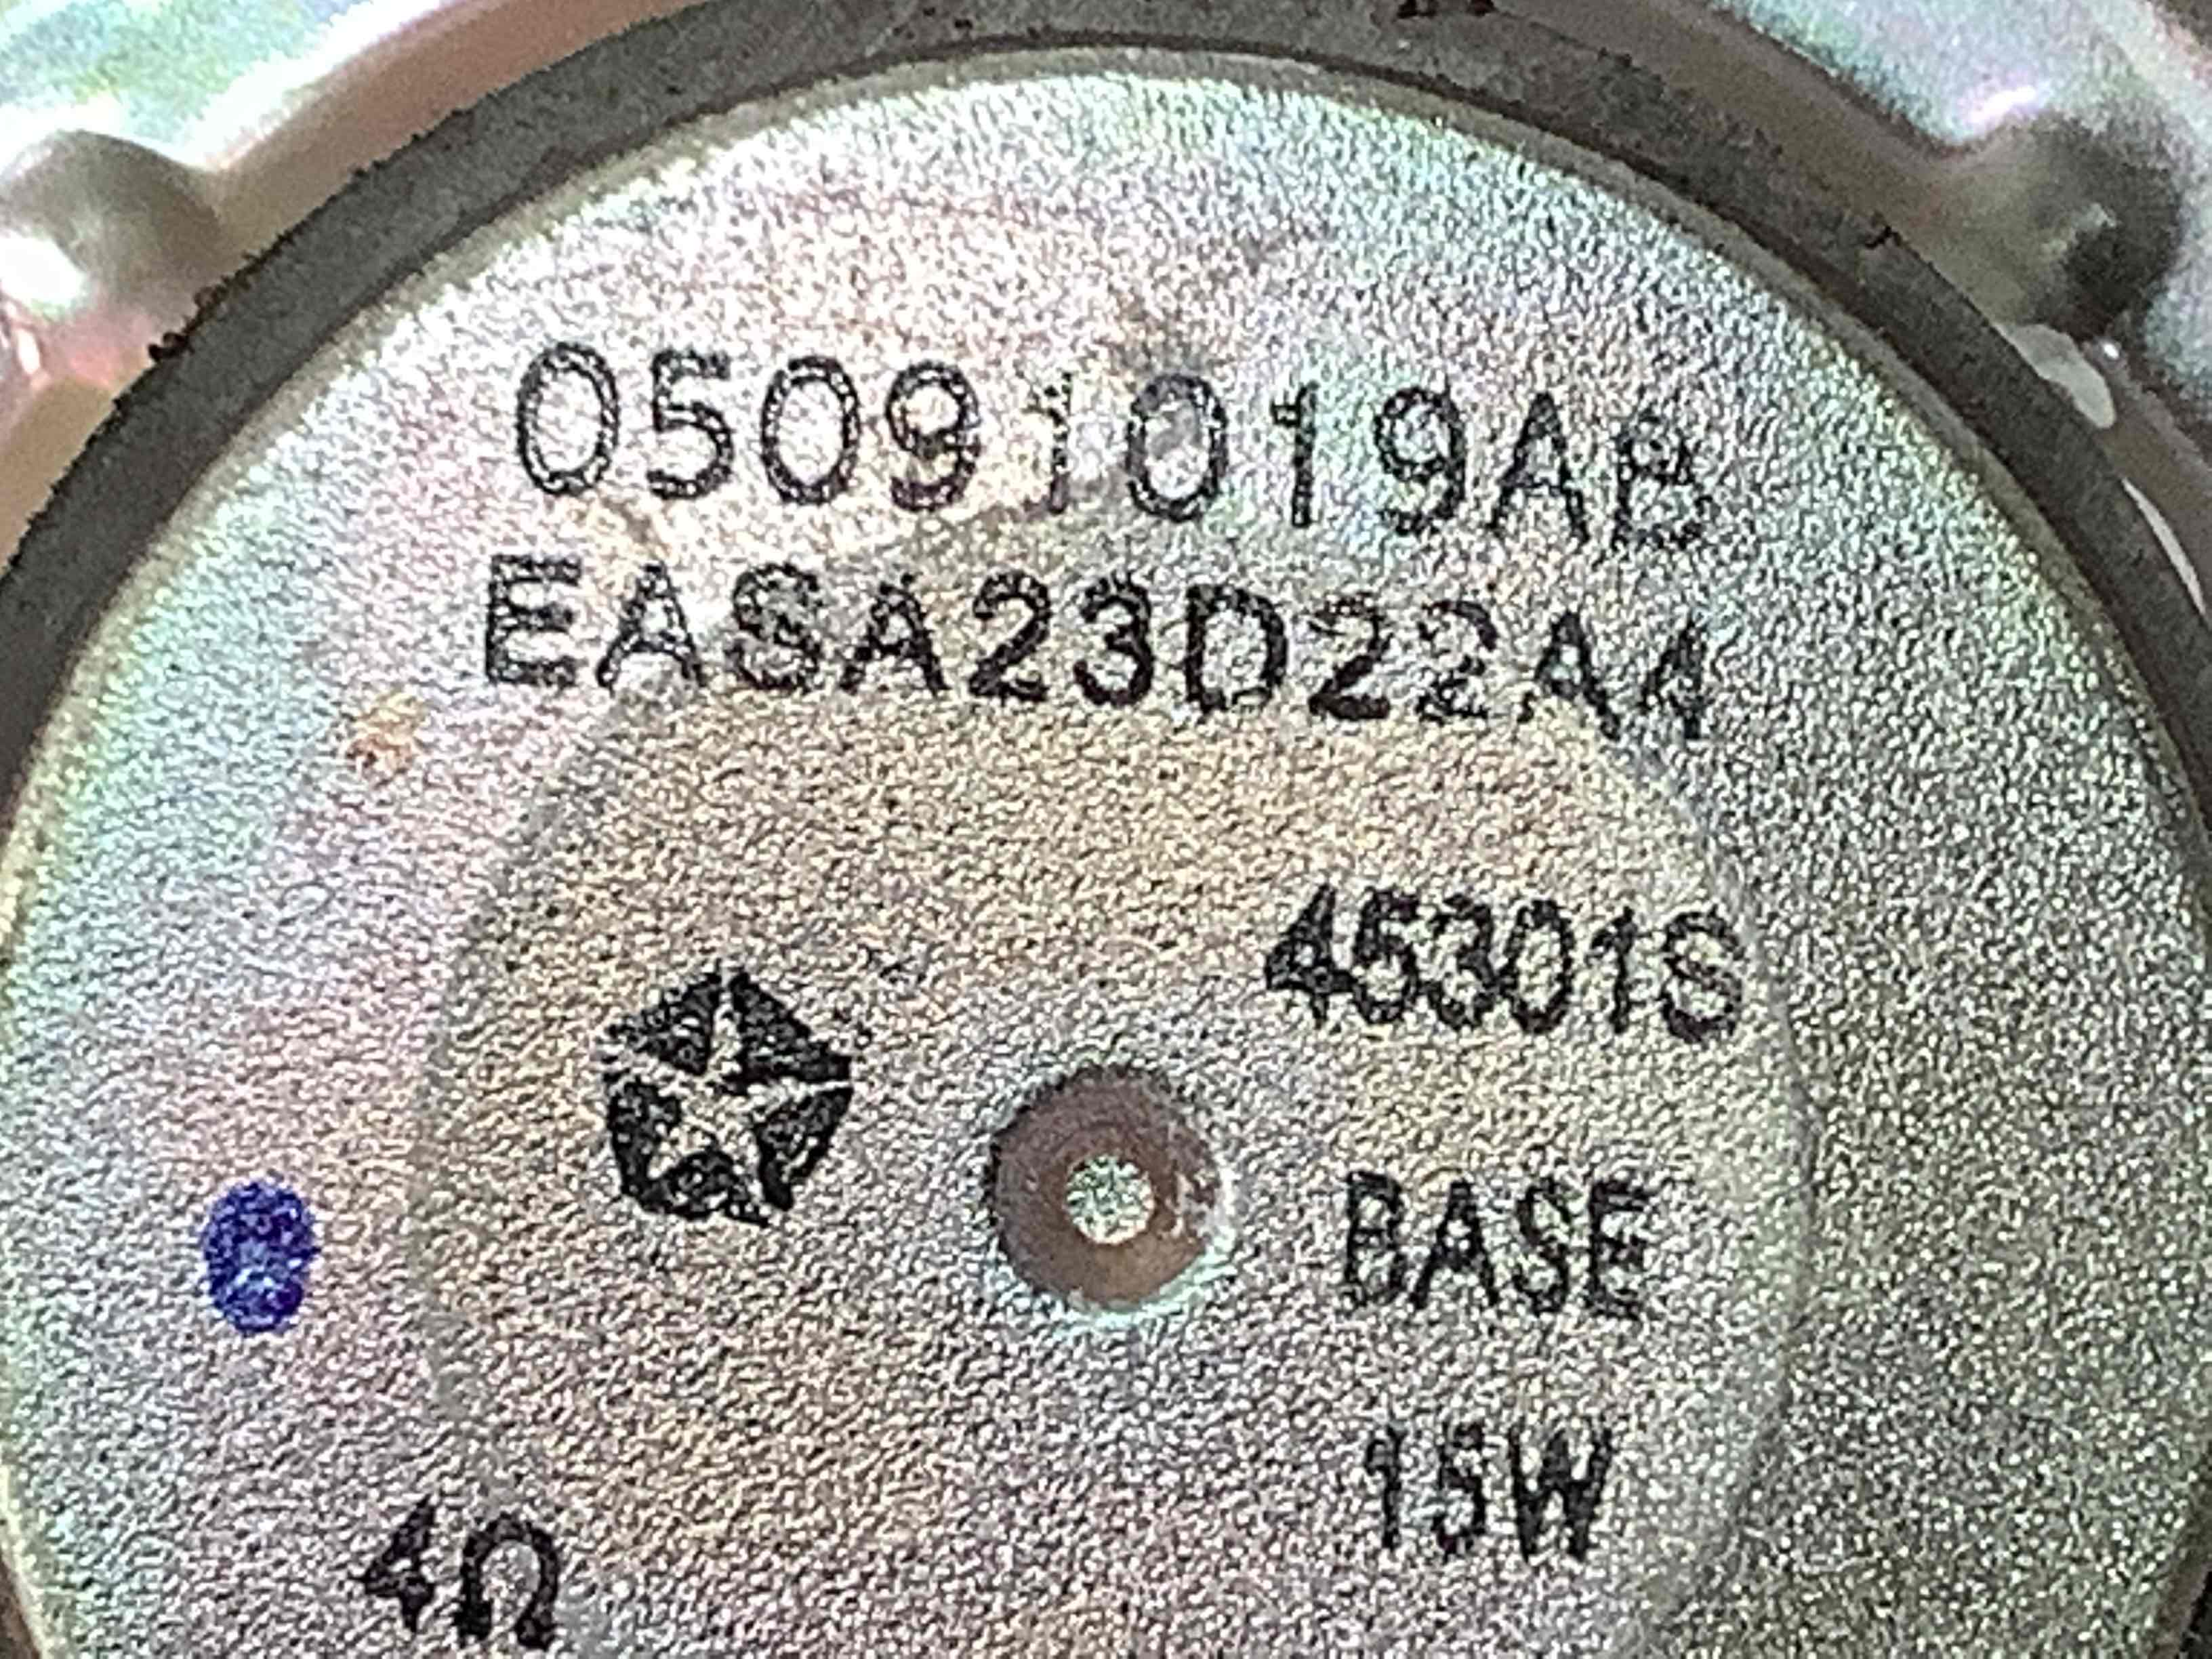 05091019AB
EASA23D22A4
45301S
BASE
15W
4Ω